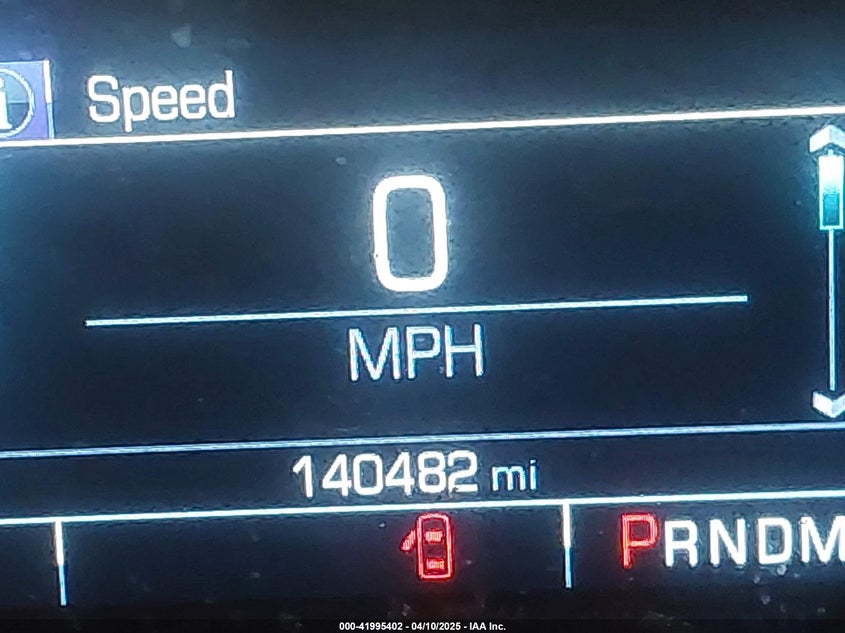 i Speed
0
MPH
140482 mi
PRNDM
000-41995402 - 04/10/2025 - IAA Inc.